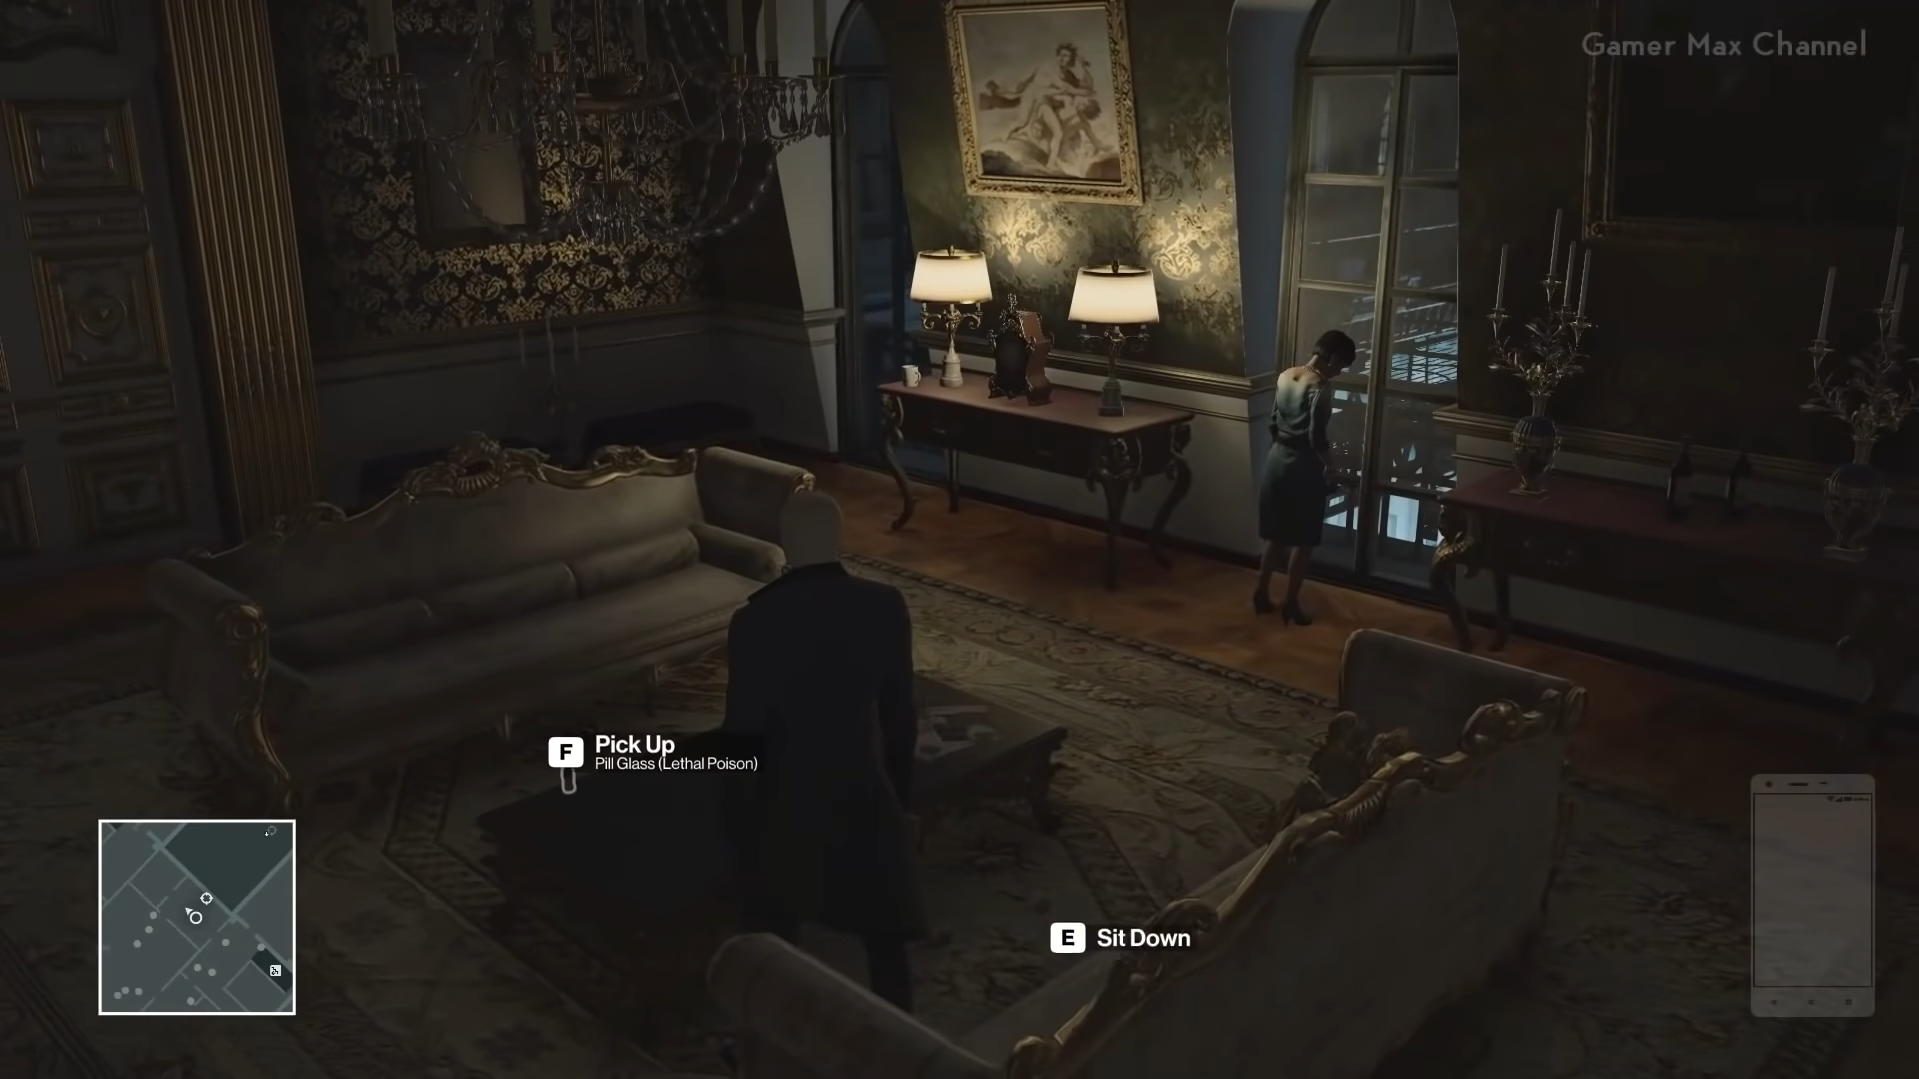 Gamer Max Channel
F Pick Up
Pill Glass (Lethal Poison)
E Sit Down